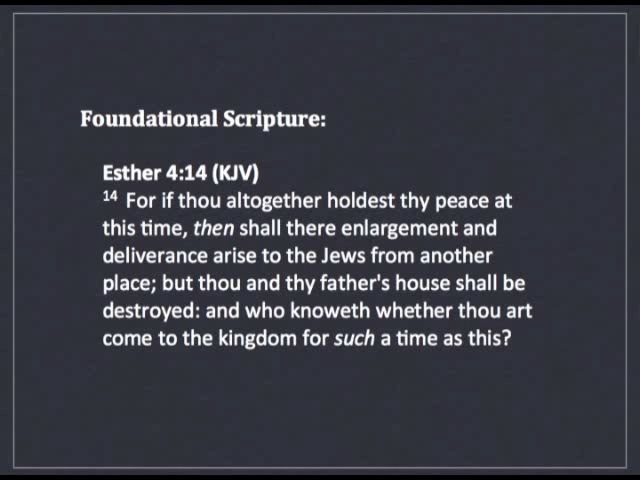 Foundational Scripture:
Esther 4:14 (KJV)
14 For if thou altogether holdest thy peace at
this time, then shall there enlargement and
deliverance arise to the Jews from another
place; but thou and thy father's house shall be
destroyed: and who knoweth whether thou art
come to the kingdom for such a time as this?